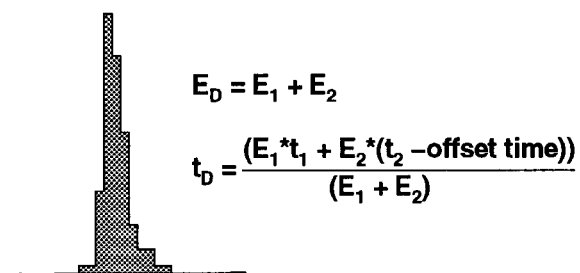 E_D = E_1 + E_2
t_D = (E_1*t_1 + E_2*(t_2 –offset time))
(E_1 + E_2)